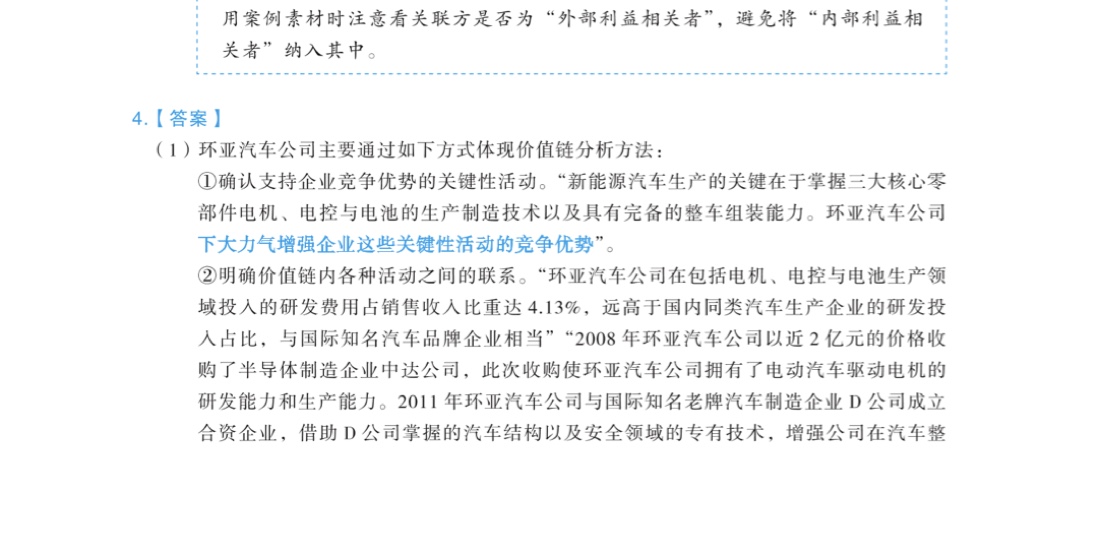 用案例素材时注意看关联方是否为“外部利益相关者”，避免将“内部利益相
关者”纳入其中。
4.【答案】
（1）环亚汽车公司主要通过如下方式体现价值链分析方法：
①确认支持企业竞争优势的关键性活动。“新能源汽车生产的关键在于掌握三大核心零
部件电机、电控与电池的生产制造技术以及具有完备的整车组装能力。环亚汽车公司
下大力气增强企业这些关键性活动的竞争优势”。
②明确价值链内各种活动之间的联系。“环亚汽车公司在包括电机、电控与电池生产领
域投入的研发费用占销售收入比重达 4.13%，远高于国内同类汽车生产企业的研发投
入占比，与国际知名汽车品牌企业相当”“2008 年环亚汽车公司以近 2 亿元的价格收
购了半导体制造企业中达公司，此次收购使环亚汽车公司拥有了电动汽车驱动电机的
研发能力和生产能力。2011 年环亚汽车公司与国际知名老牌汽车制造企业 D 公司成立
合资企业，借助 D 公司掌握的汽车结构以及安全领域的专有技术，增强公司在汽车整